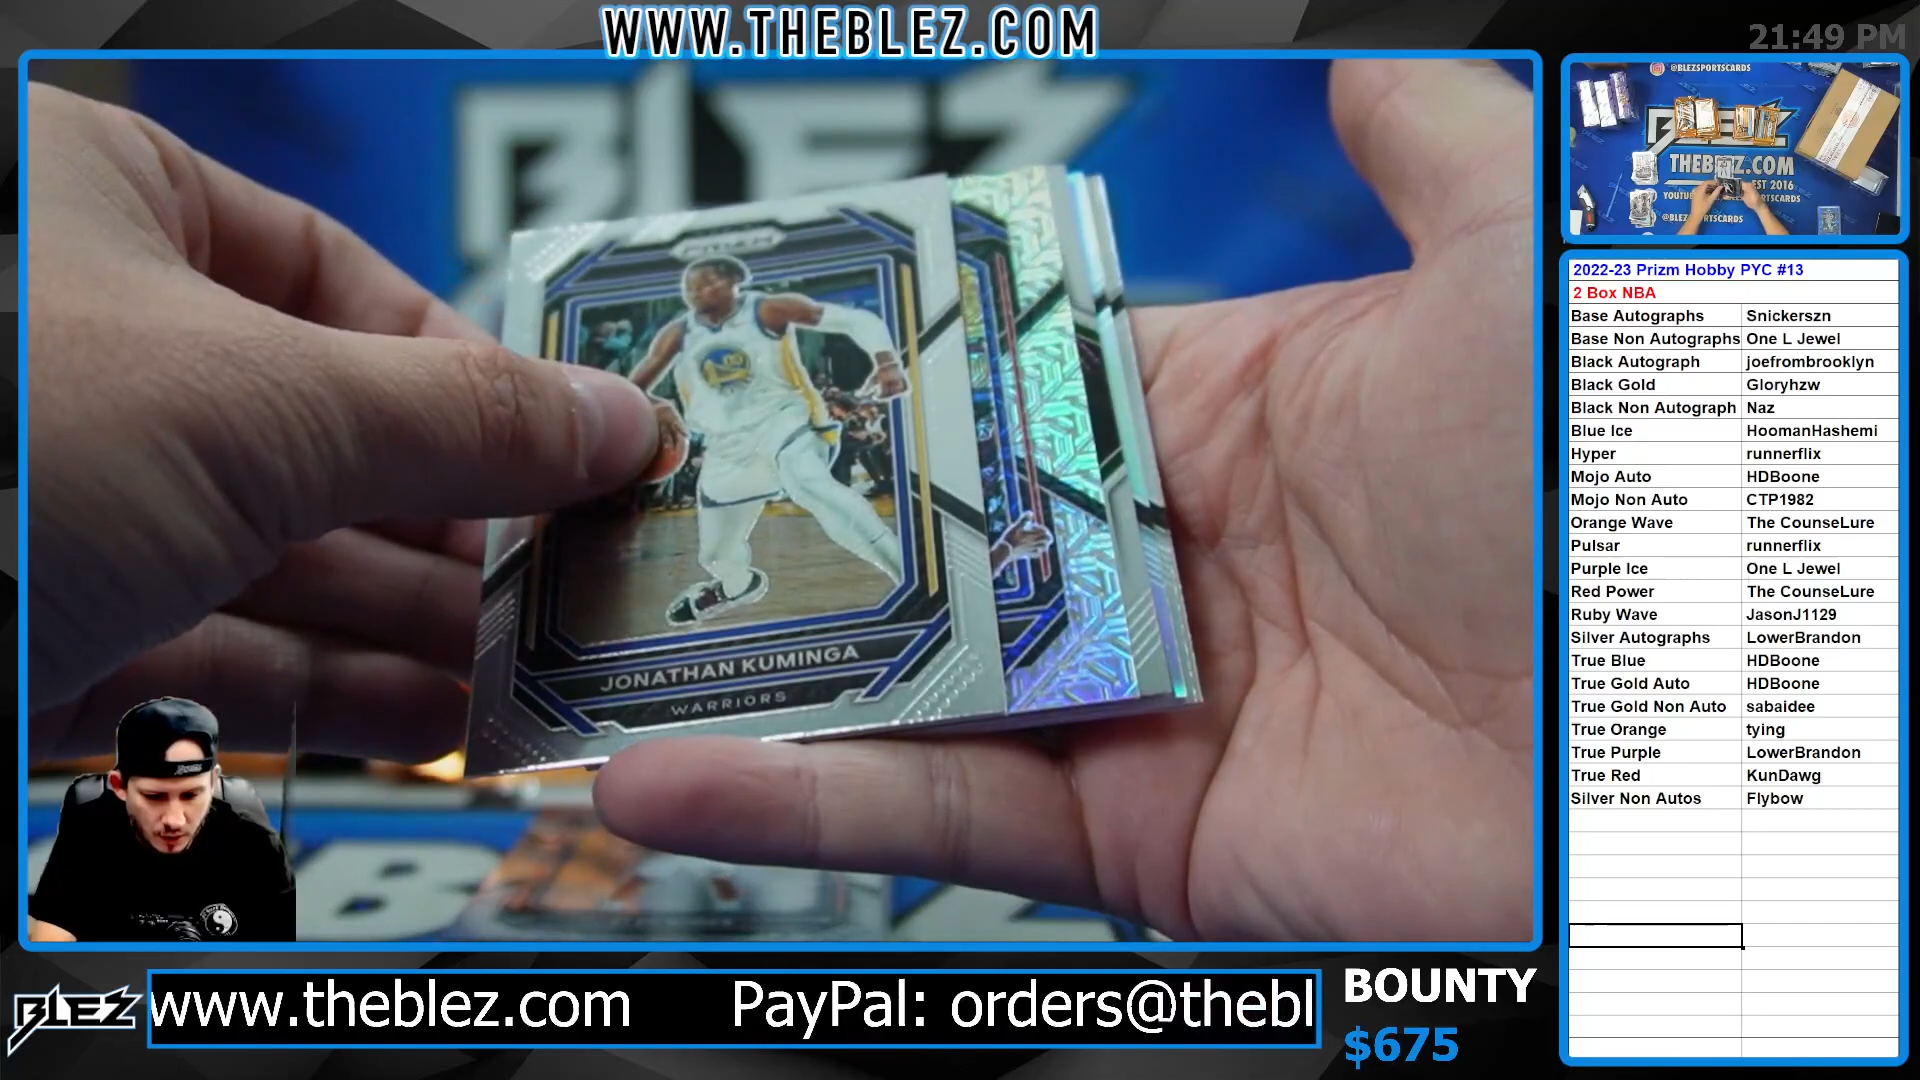 WWW.THEBLEZ.COM
21:49 PM
BLEZ
PRIZM
JONATHAN KUMINGA
WARRIORS
@BLEZSPORTSCARDS
BLEZ
THEBLEZ.COM
EST 2016
2022-23 Prizm Hobby PYC #13
2 Box NBA
Base Autographs Snickerszn
Base Non Autographs One L Jewel
Black Autograph joefrombrooklyn
Black Gold Gloryhzw
Black Non Autograph Naz
Blue Ice HoomanHashemi
Hyper runnerflix
Mojo Auto HDBoone
Mojo Non Auto CTP1982
Orange Wave The CounseLure
Pulsar runnerflix
Purple Ice One L Jewel
Red Power The CounseLure
Ruby Wave JasonJ1129
Silver Autographs LowerBrandon
True Blue HDBoone
True Gold Auto HDBoone
True Gold Non Auto sabaidee
True Orange tying
True Purple LowerBrandon
True Red KunDawg
Silver Non Autos Flybow
BLEZ
www.theblez.com PayPal: orders@thebl
BOUNTY
$675